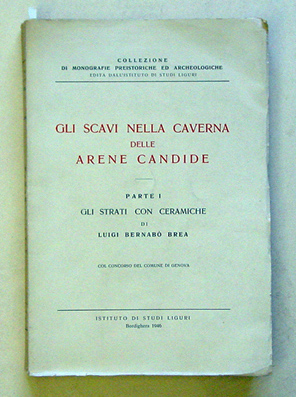 COLLEZIONE
DI MONOGRAFIE PREISTORICHE ED ARCHEOLOGICHE
EDITA DALL'ISTITUTO DI STUDI LIGURI
GLI SCAVI NELLA CAVERNA
DELLE
ARENE CANDIDE
PARTE I
GLI STRATI CON CERAMICHE
DI
LUIGI BERNABÒ BREA
COL CONCORSO DEL COMUNE DI GENOVA
ISTITUTO DI STUDI LIGURI
Bordighera 1946